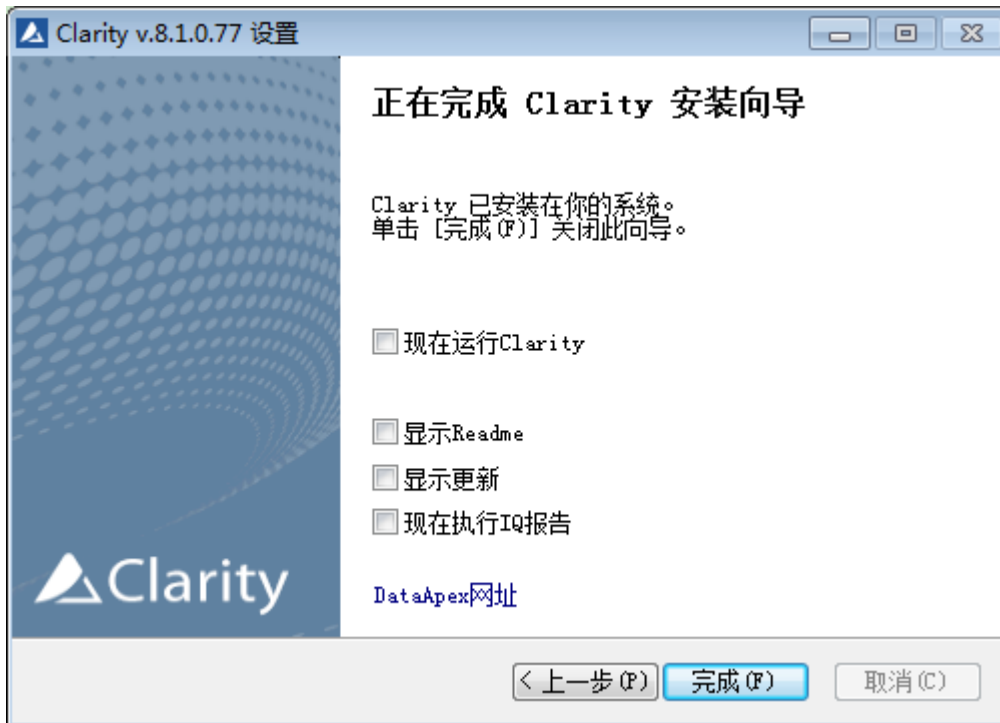 Clarity v.8.1.0.77 设置
正在完成 Clarity 安装向导
Clarity 已安装在你的系统。
单击 [完成(F)] 关闭此向导。
现在运行Clarity
显示Readme
显示更新
现在执行IQ报告
Clarity
DataApex网址
< 上一步(P)
完成(F)
取消(C)